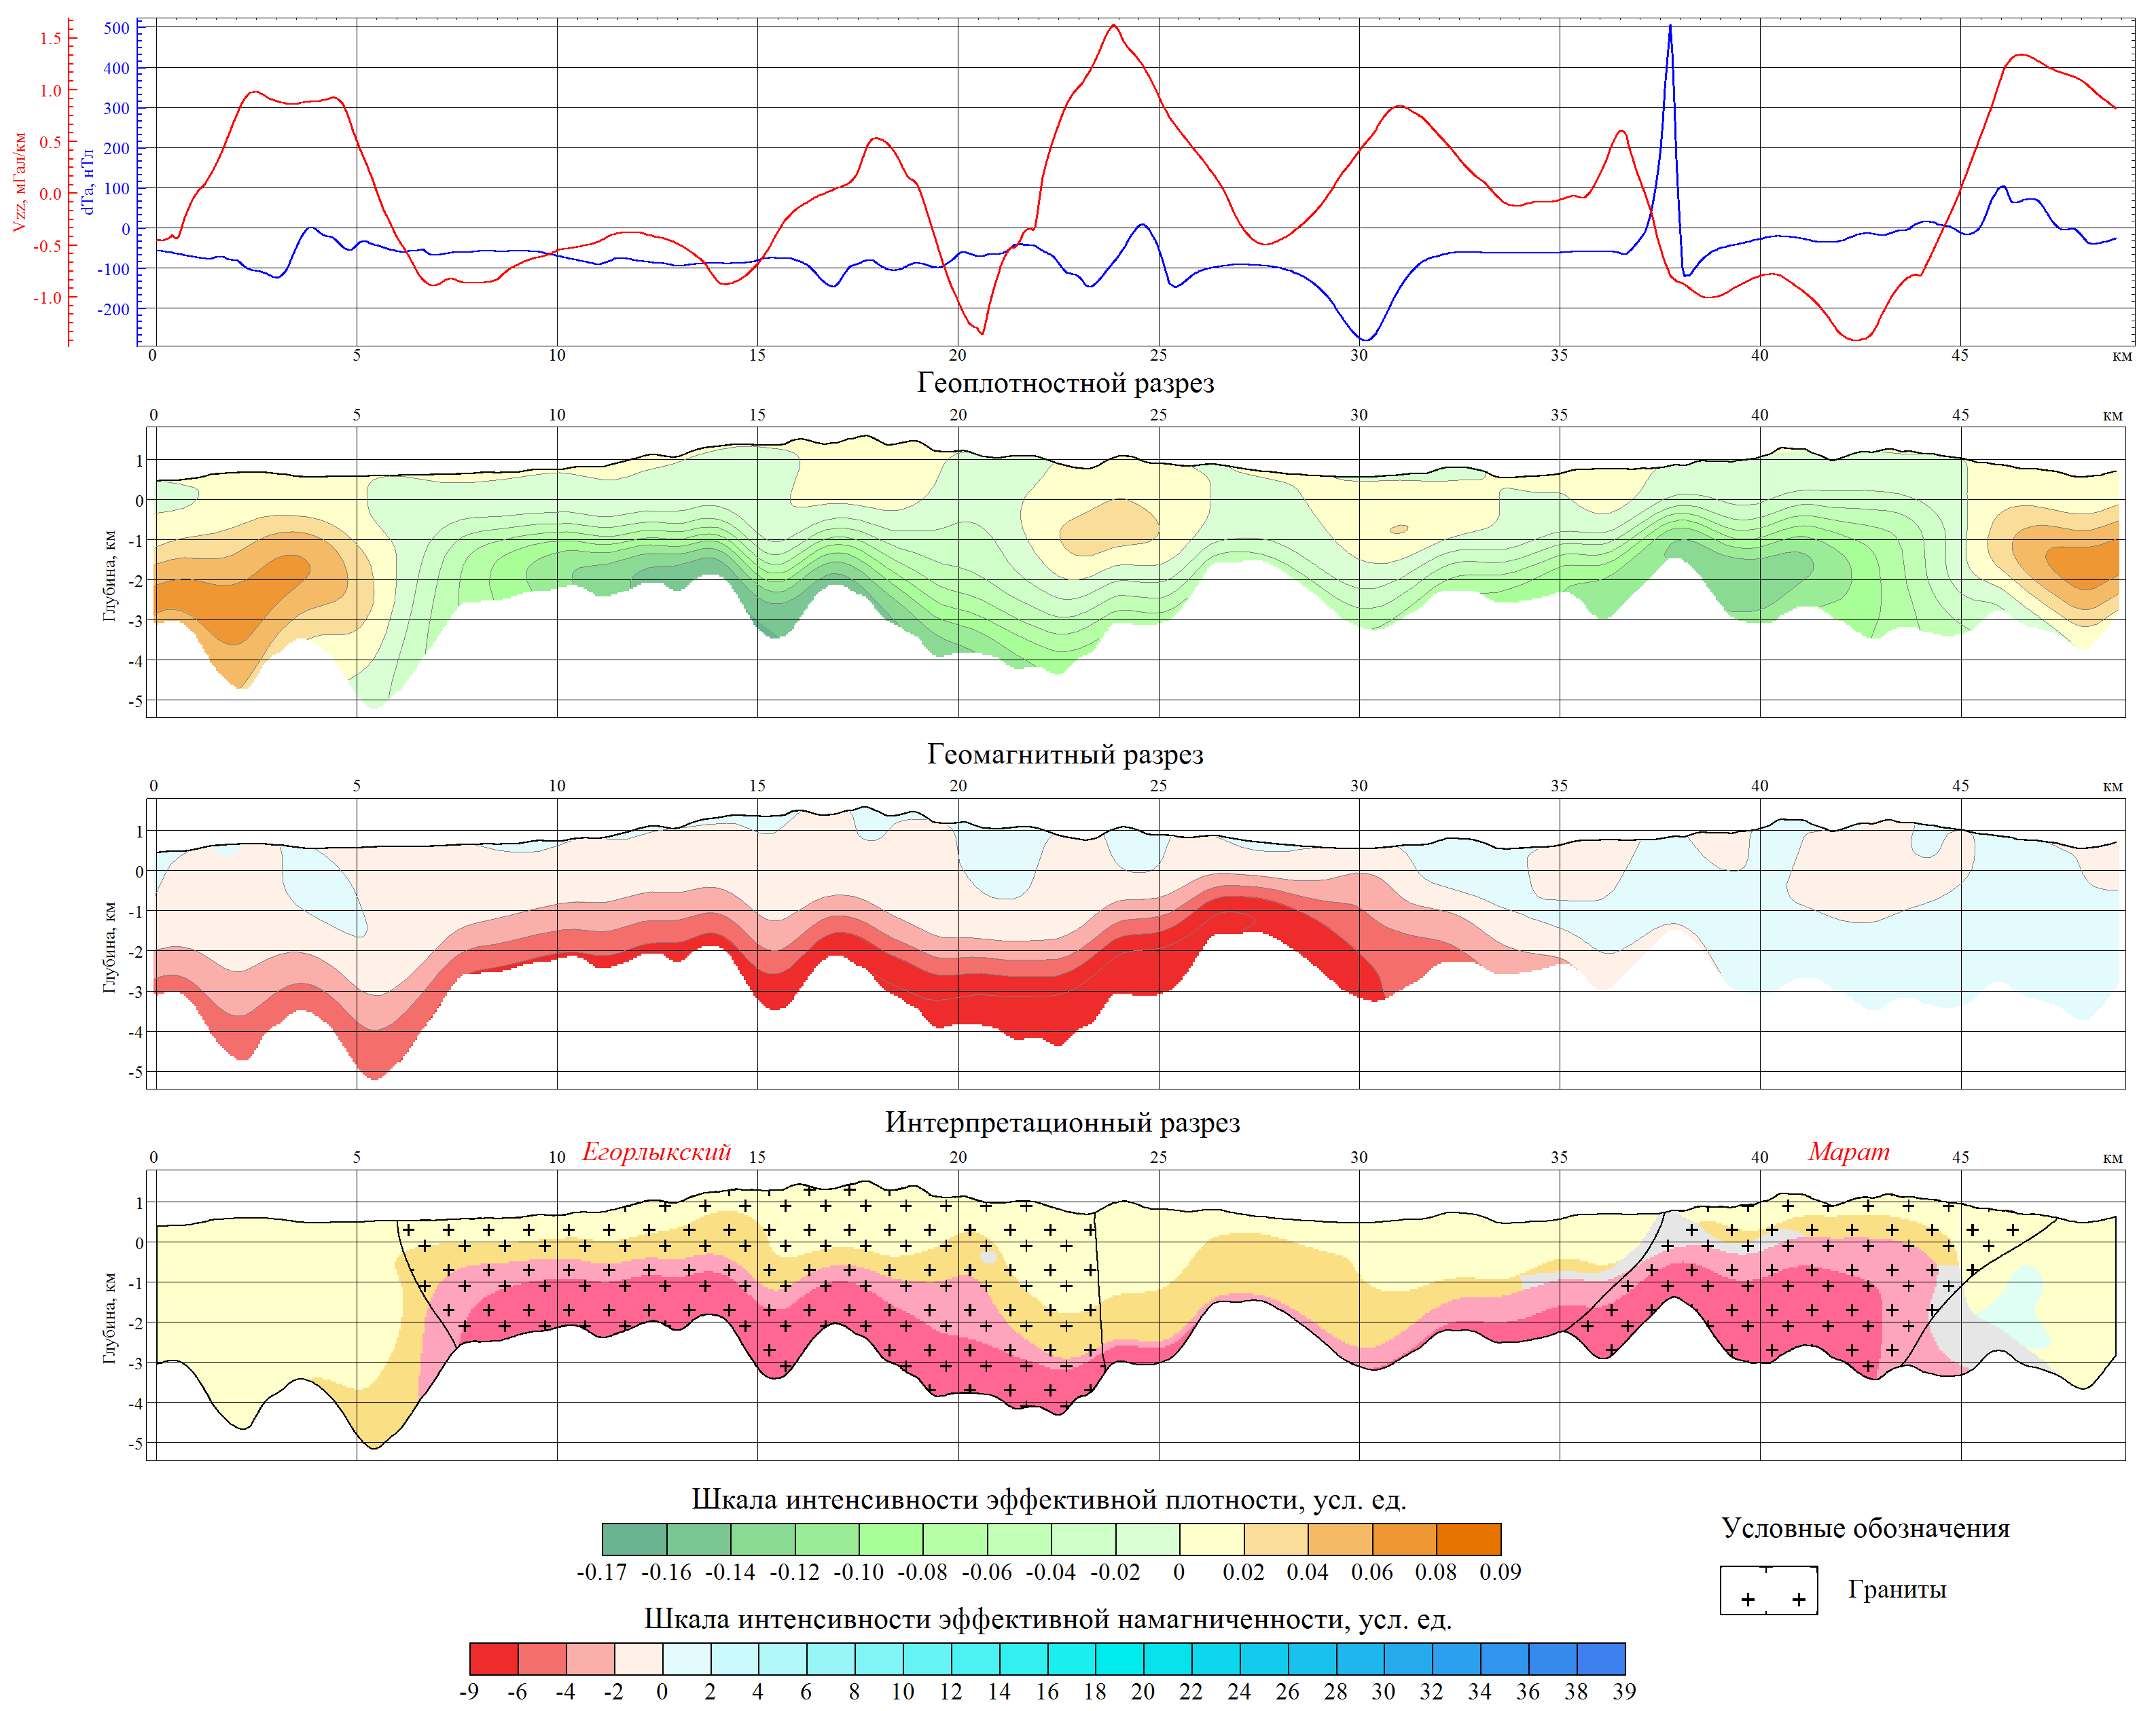 500
400
300
200
100
0
-100
-200
1.5
1.0
0.5
0.0
-0.5
-1.0
Vzz, мГал/км
dTa, нТл
0 5 10 15 20 25 30 35 40 45 км
Геоплотностной разрез
0 5 10 15 20 25 30 35 40 45 км
1
0
-1
-2
-3
-4
-5
Глубина, км
Геомагнитный разрез
0 5 10 15 20 25 30 35 40 45 км
1
0
-1
-2
-3
-4
-5
Глубина, км
Интерпретационный разрез
Егорлыкский Марат
0 5 10 15 20 25 30 35 40 45 км
1
0
-1
-2
-3
-4
-5
Глубина, км
Шкала интенсивности эффективной плотности, усл. ед.
-0.17 -0.16 -0.14 -0.12 -0.10 -0.08 -0.06 -0.04 -0.02 0 0.02 0.04 0.06 0.08 0.09
Шкала интенсивности эффективной намагниченности, усл. ед.
-9 -6 -4 -2 0 2 4 6 8 10 12 14 16 18 20 22 24 26 28 30 32 34 36 38 39
Условные обозначения
Граниты